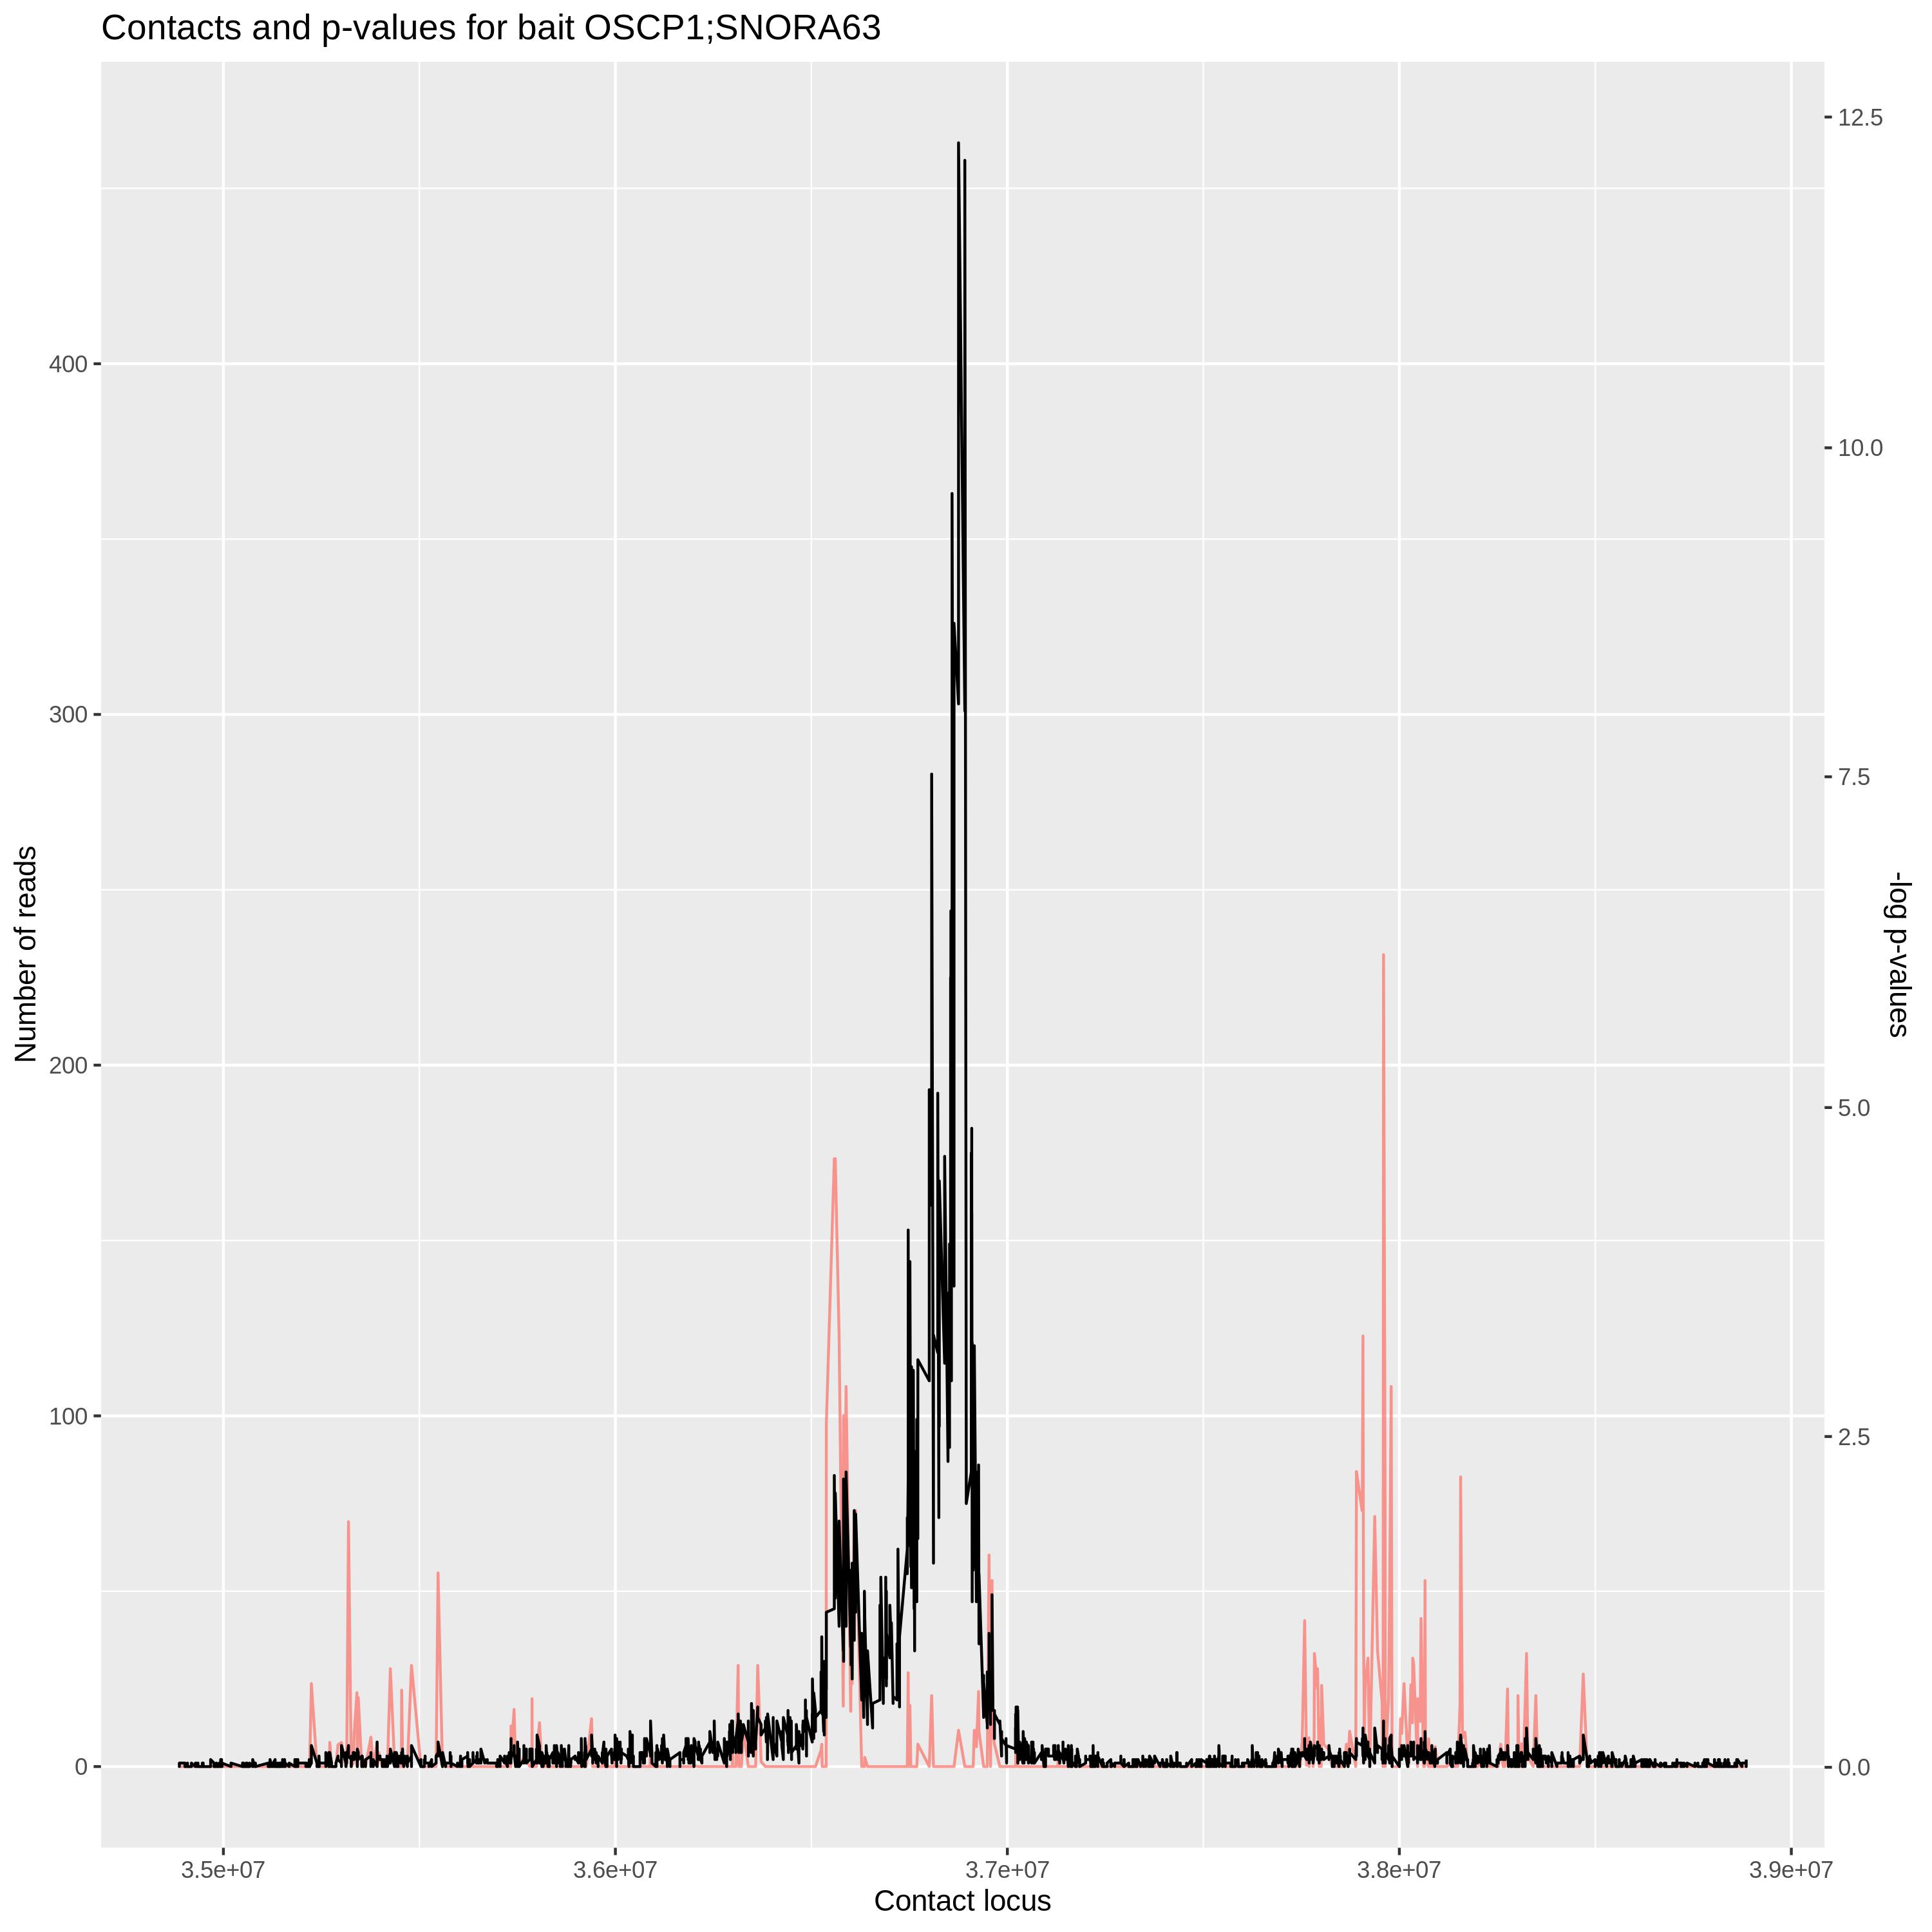 Contacts and p-values for bait OSCP1;SNORA63
12.5
400
10.0
300
7.5
Number of reads
-log p-values
200
5.0
100
2.5
0
0.0
3.5e+07 3.6e+07 3.7e+07 3.8e+07 3.9e+07
Contact locus